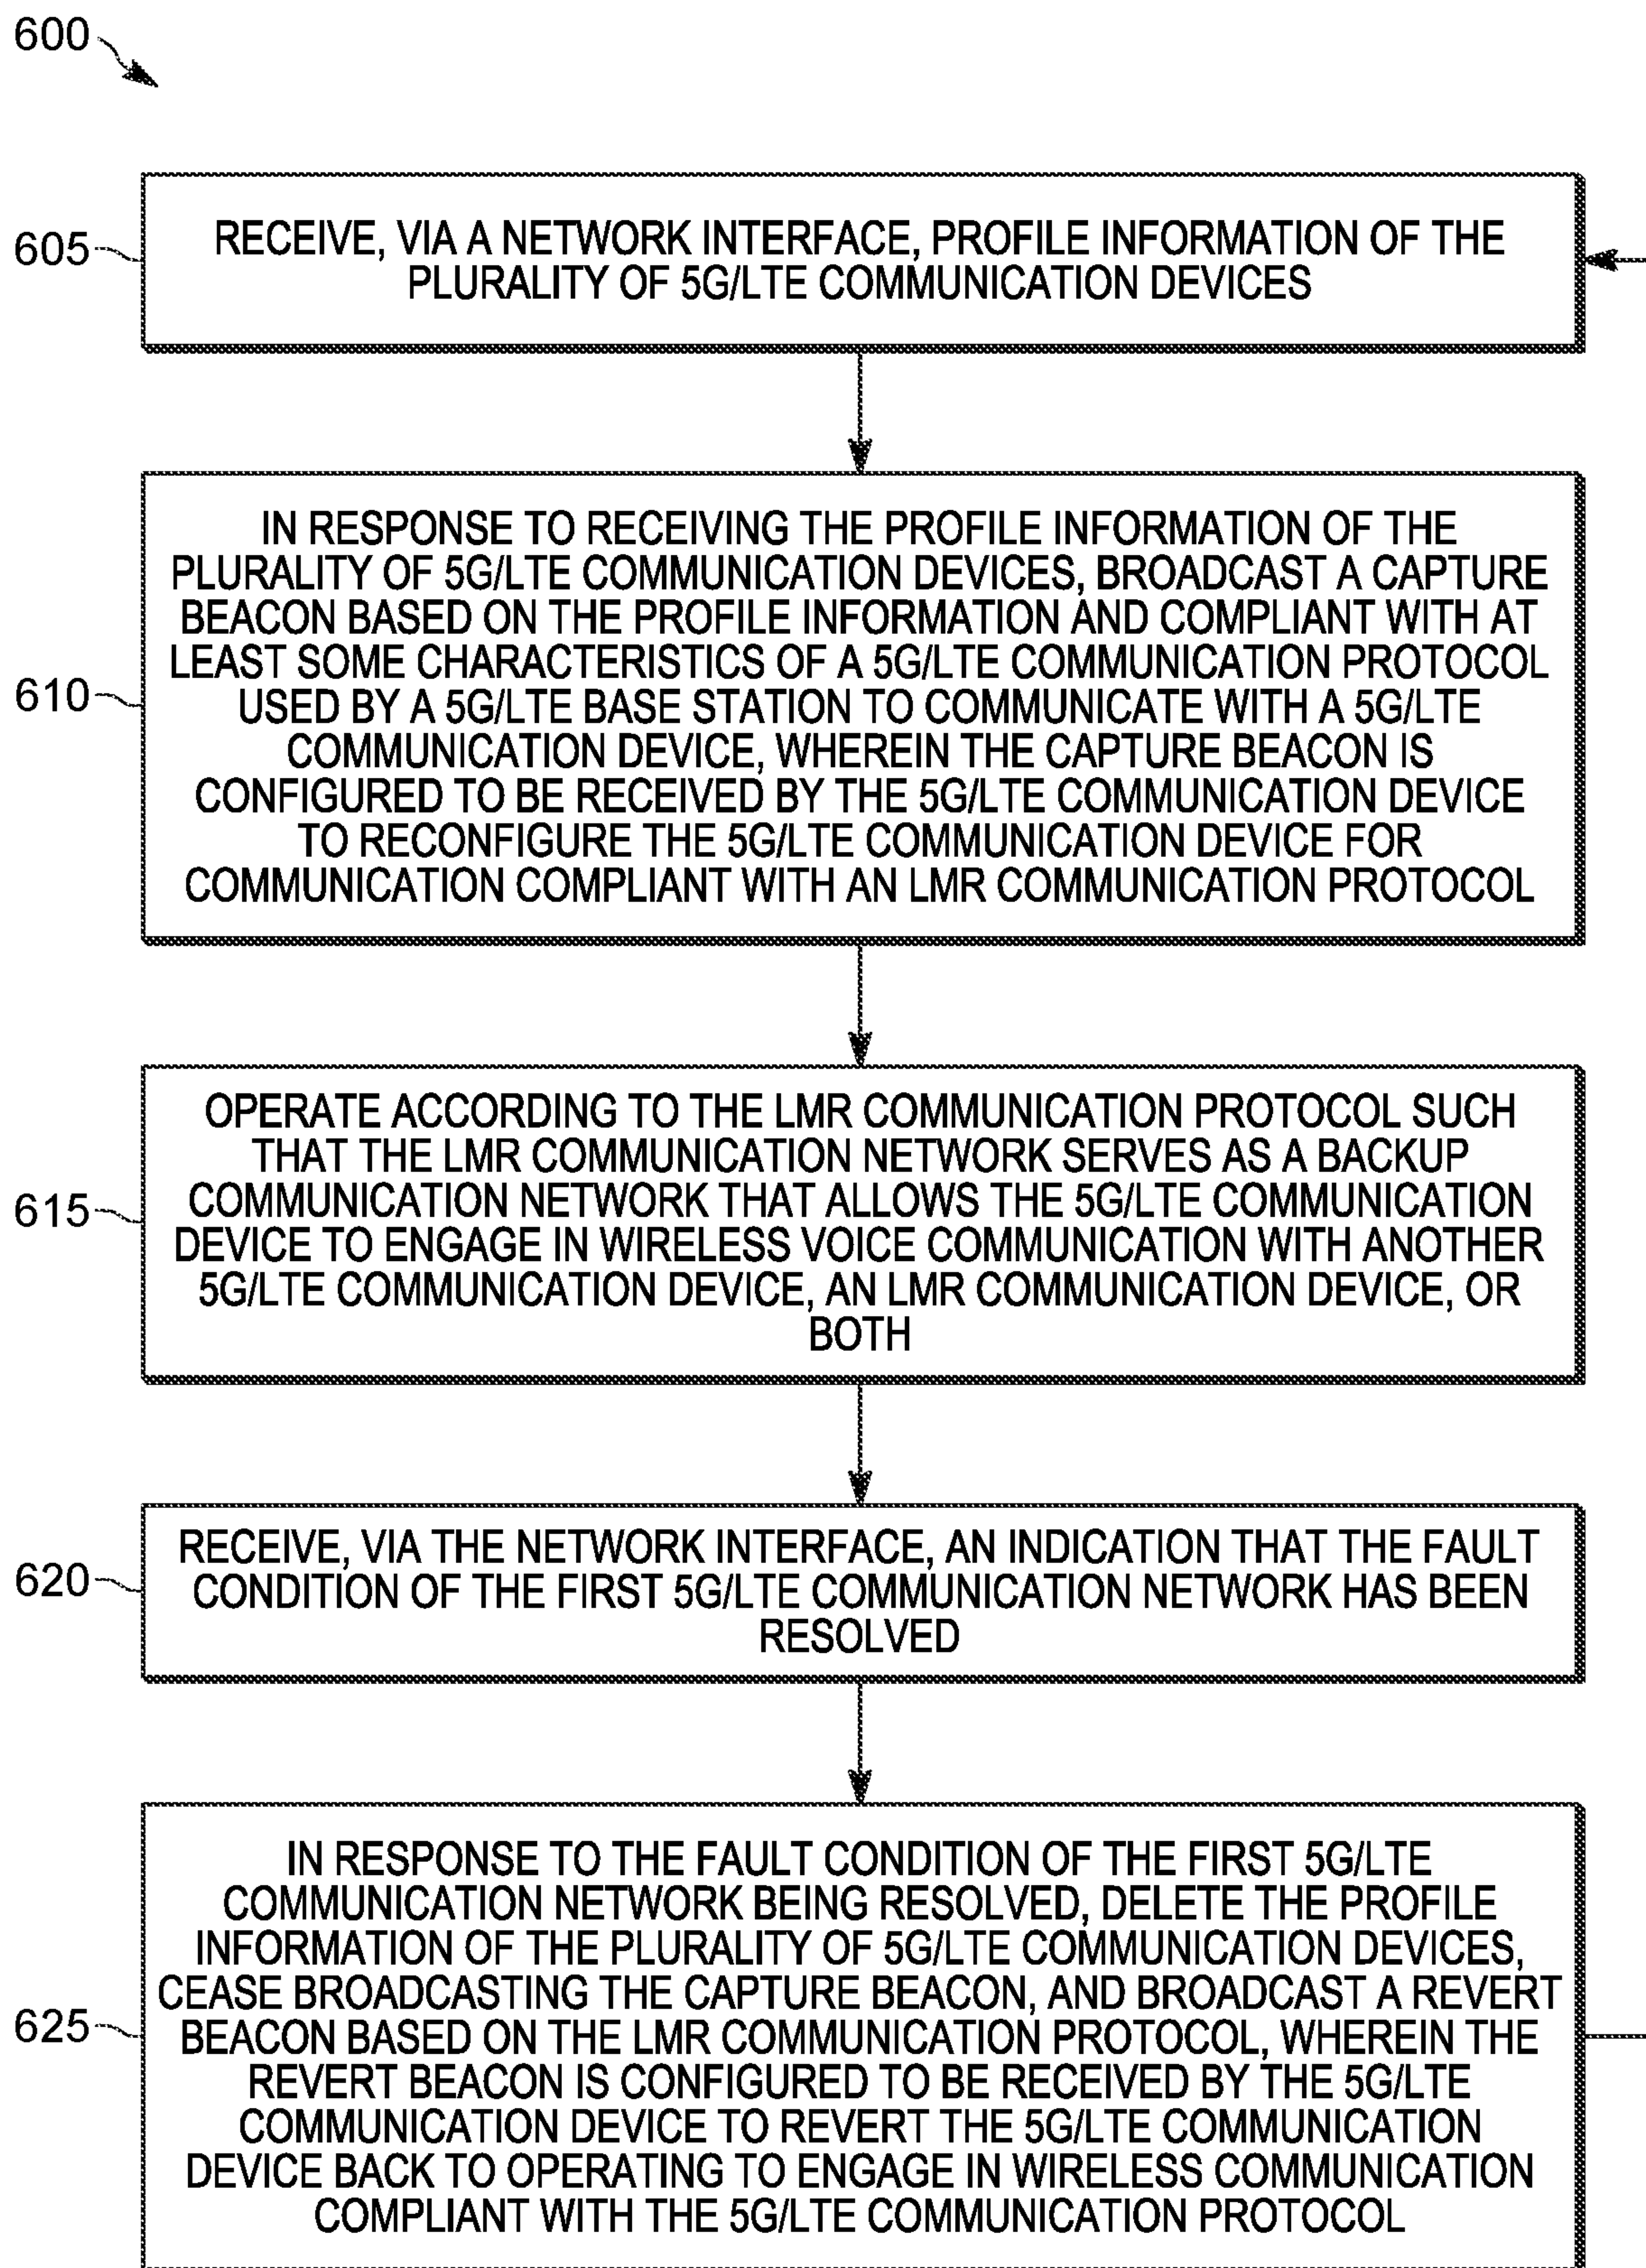 600
605
RECEIVE, VIA A NETWORK INTERFACE, PROFILE INFORMATION OF THE
PLURALITY OF 5G/LTE COMMUNICATION DEVICES
610
IN RESPONSE TO RECEIVING THE PROFILE INFORMATION OF THE
PLURALITY OF 5G/LTE COMMUNICATION DEVICES, BROADCAST A CAPTURE
BEACON BASED ON THE PROFILE INFORMATION AND COMPLIANT WITH AT
LEAST SOME CHARACTERISTICS OF A 5G/LTE COMMUNICATION PROTOCOL
USED BY A 5G/LTE BASE STATION TO COMMUNICATE WITH A 5G/LTE
COMMUNICATION DEVICE, WHEREIN THE CAPTURE BEACON IS
CONFIGURED TO BE RECEIVED BY THE 5G/LTE COMMUNICATION DEVICE
TO RECONFIGURE THE 5G/LTE COMMUNICATION DEVICE FOR
COMMUNICATION COMPLIANT WITH AN LMR COMMUNICATION PROTOCOL
615
OPERATE ACCORDING TO THE LMR COMMUNICATION PROTOCOL SUCH
THAT THE LMR COMMUNICATION NETWORK SERVES AS A BACKUP
COMMUNICATION NETWORK THAT ALLOWS THE 5G/LTE COMMUNICATION
DEVICE TO ENGAGE IN WIRELESS VOICE COMMUNICATION WITH ANOTHER
5G/LTE COMMUNICATION DEVICE, AN LMR COMMUNICATION DEVICE, OR
BOTH
620
RECEIVE, VIA THE NETWORK INTERFACE, AN INDICATION THAT THE FAULT
CONDITION OF THE FIRST 5G/LTE COMMUNICATION NETWORK HAS BEEN
RESOLVED
625
IN RESPONSE TO THE FAULT CONDITION OF THE FIRST 5G/LTE
COMMUNICATION NETWORK BEING RESOLVED, DELETE THE PROFILE
INFORMATION OF THE PLURALITY OF 5G/LTE COMMUNICATION DEVICES,
CEASE BROADCASTING THE CAPTURE BEACON, AND BROADCAST A REVERT
BEACON BASED ON THE LMR COMMUNICATION PROTOCOL, WHEREIN THE
REVERT BEACON IS CONFIGURED TO BE RECEIVED BY THE 5G/LTE
COMMUNICATION DEVICE TO REVERT THE 5G/LTE COMMUNICATION
DEVICE BACK TO OPERATING TO ENGAGE IN WIRELESS COMMUNICATION
COMPLIANT WITH THE 5G/LTE COMMUNICATION PROTOCOL